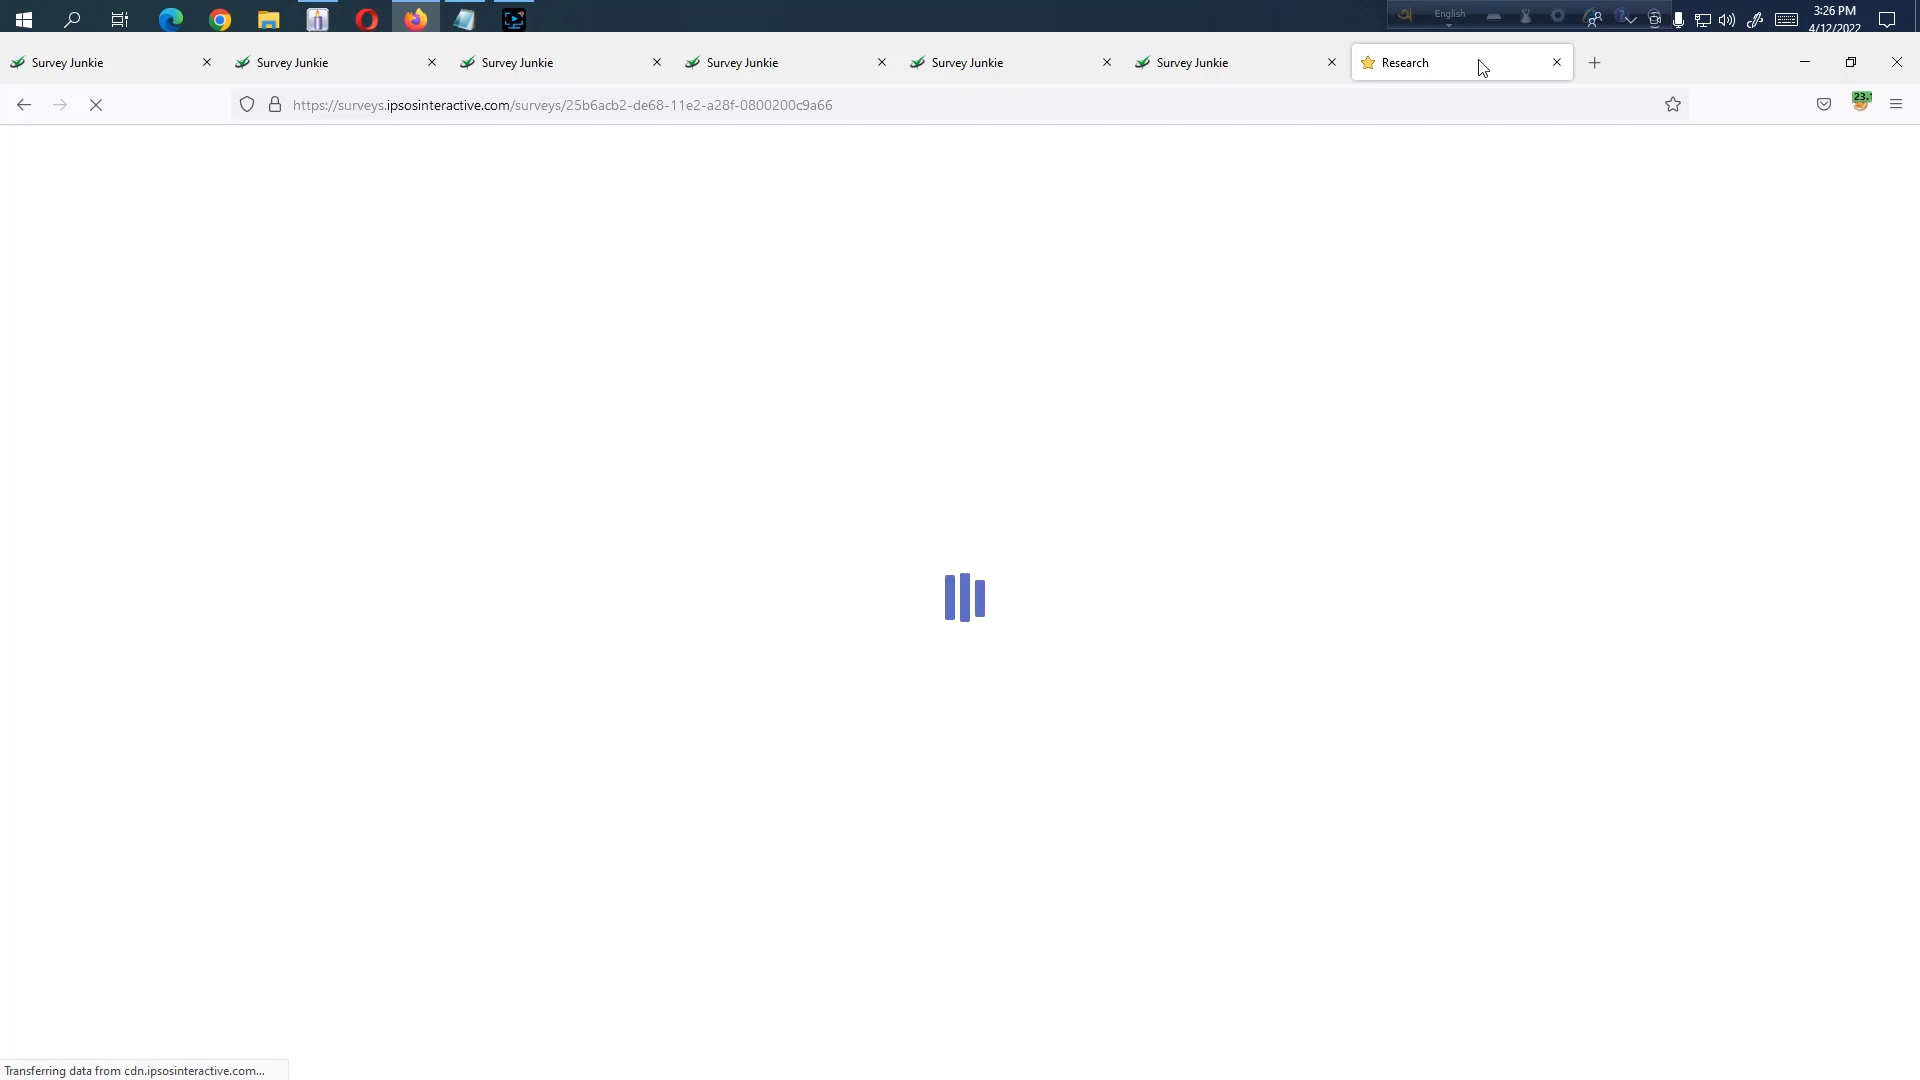 English
3:26 PM
4/12/2022
Survey Junkie
Survey Junkie
Survey Junkie
Survey Junkie
Survey Junkie
Survey Junkie
Research
https://surveys.ipsosinteractive.com/surveys/25b6acb2-de68-11e2-a28f-0800200c9a66
Transferring data from cdn.ipsosinteractive.com...